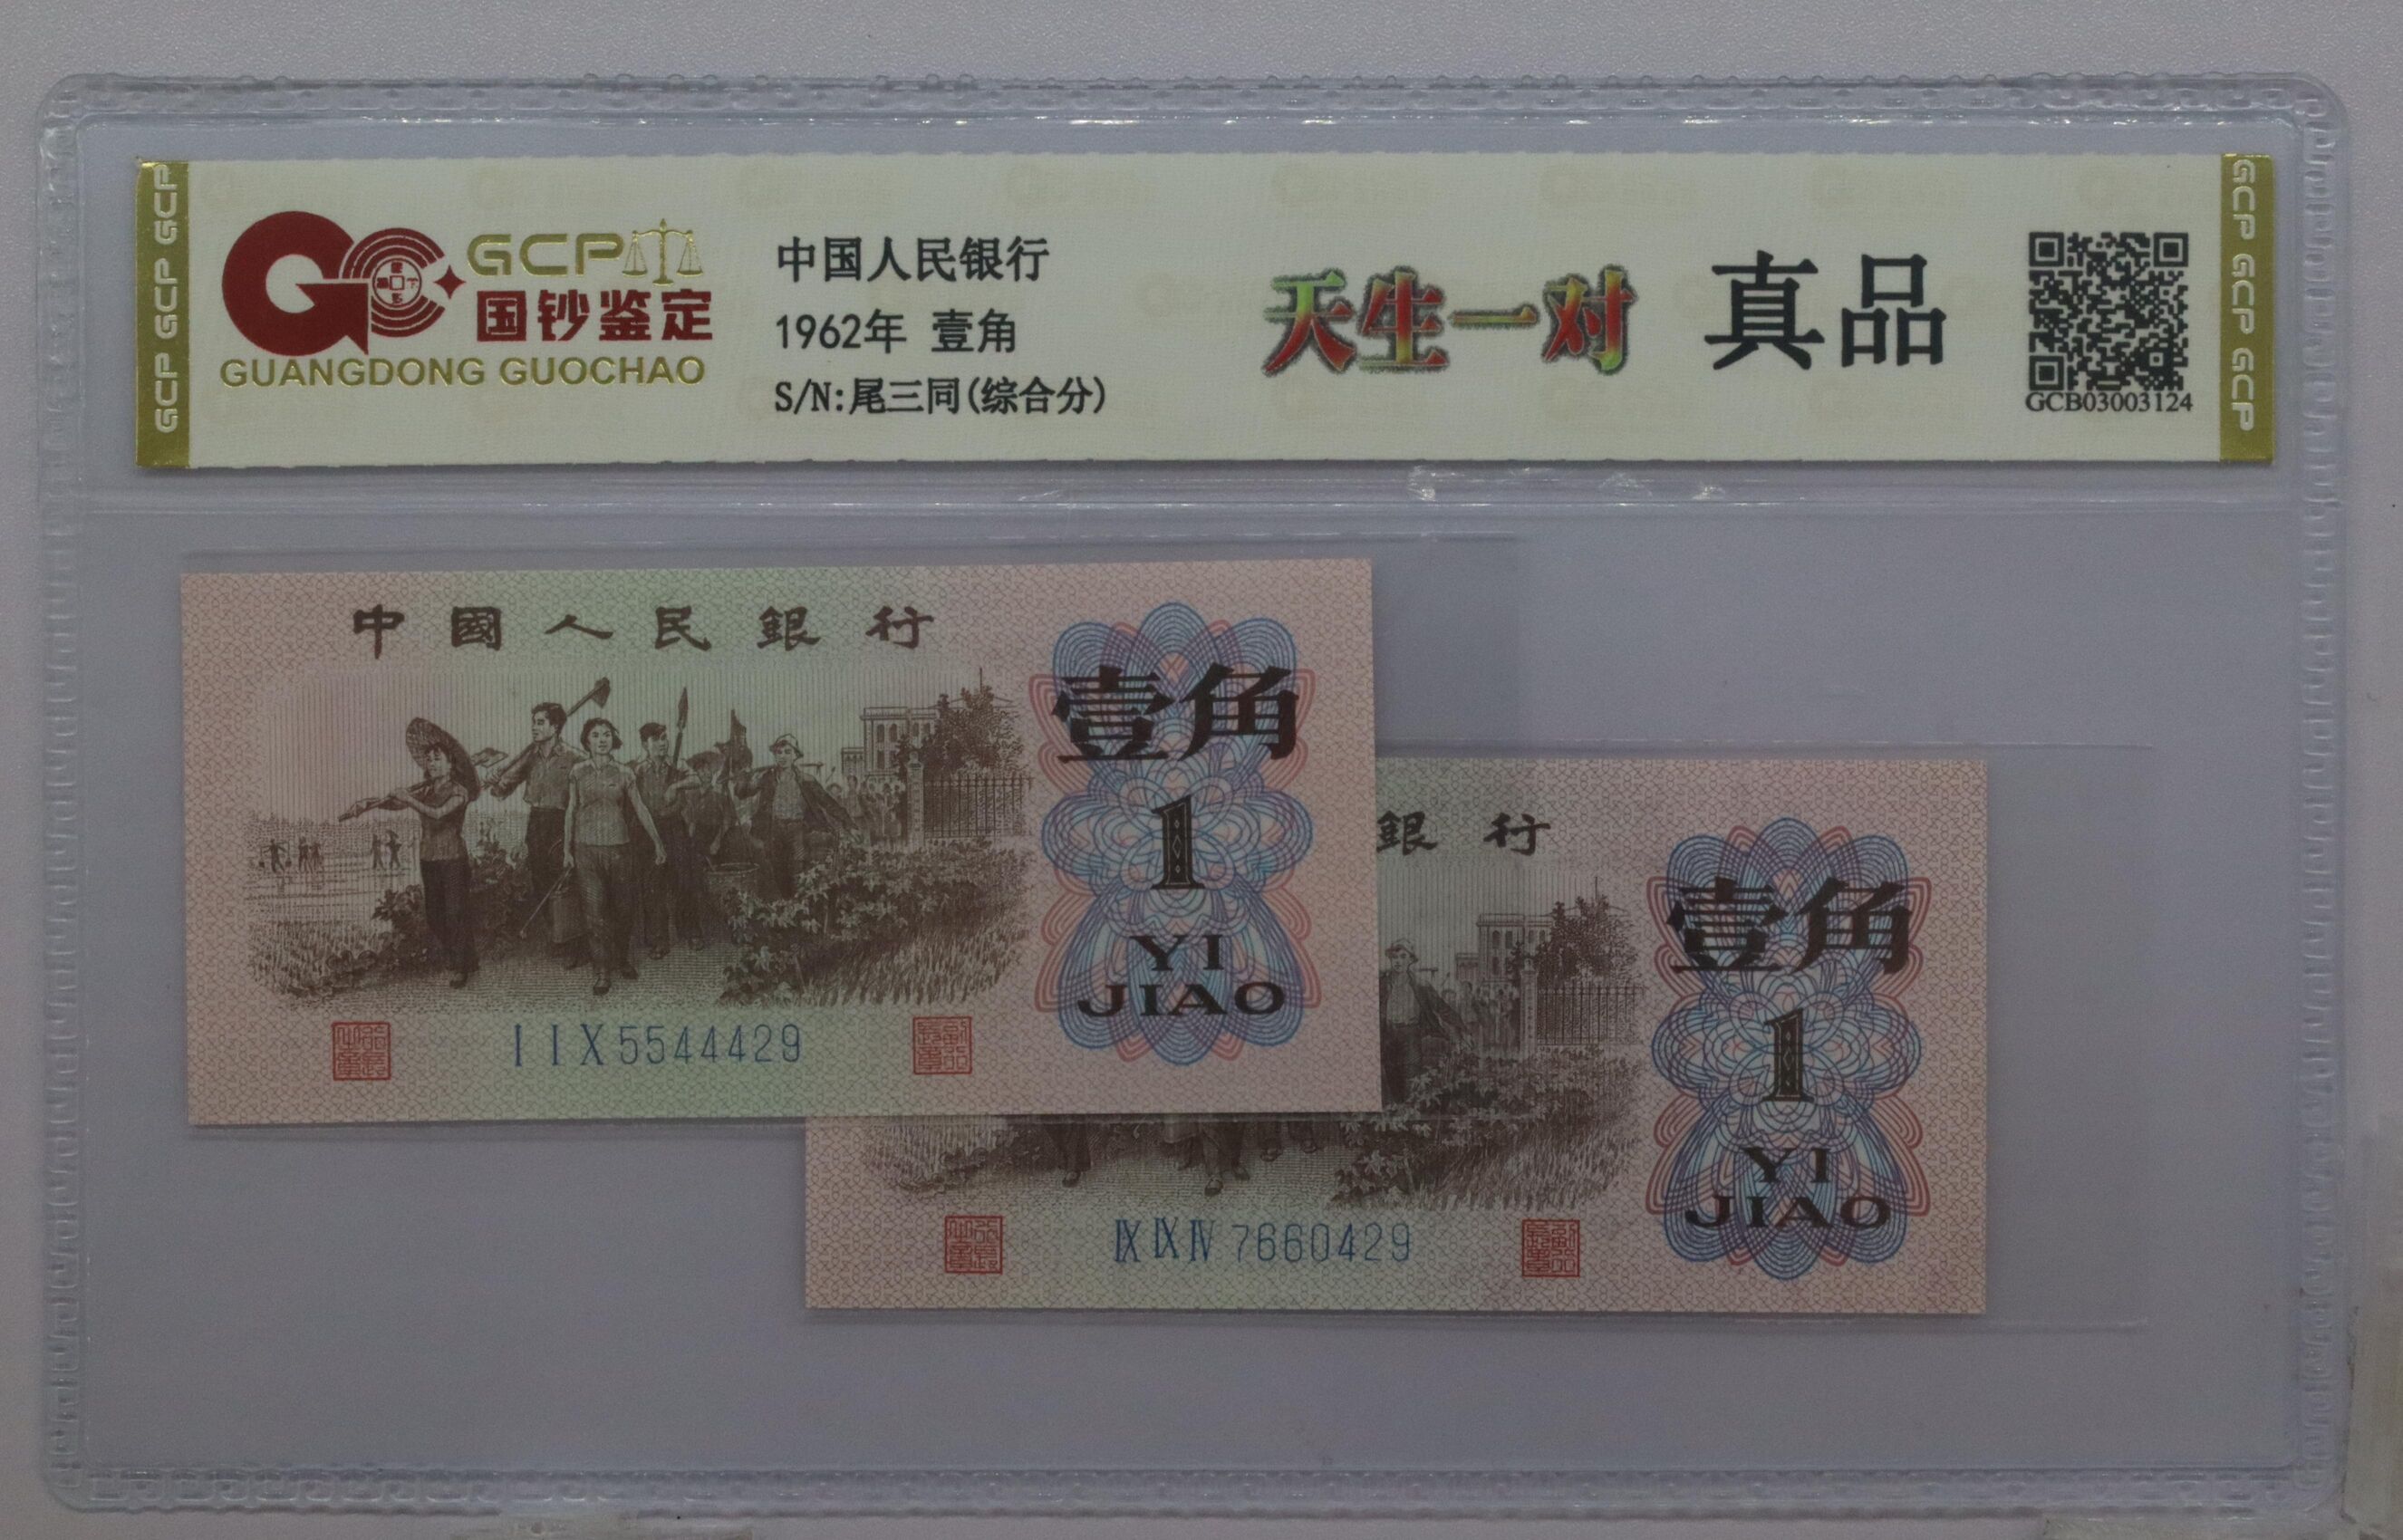 GCP
国钞鉴定
GUANGDONG GUOCHAO
中国人民银行
1962年 壹角
S/N:尾三同(综合分)
天生一对 真品
GCB03003124
GCP GCP GCP
GCP GCP GCP
中國人民銀行
壹角
1
YI
JIAO
I I X 5544429
銀行
壹角
1
YI
JIAO
IX IX IV 7660429